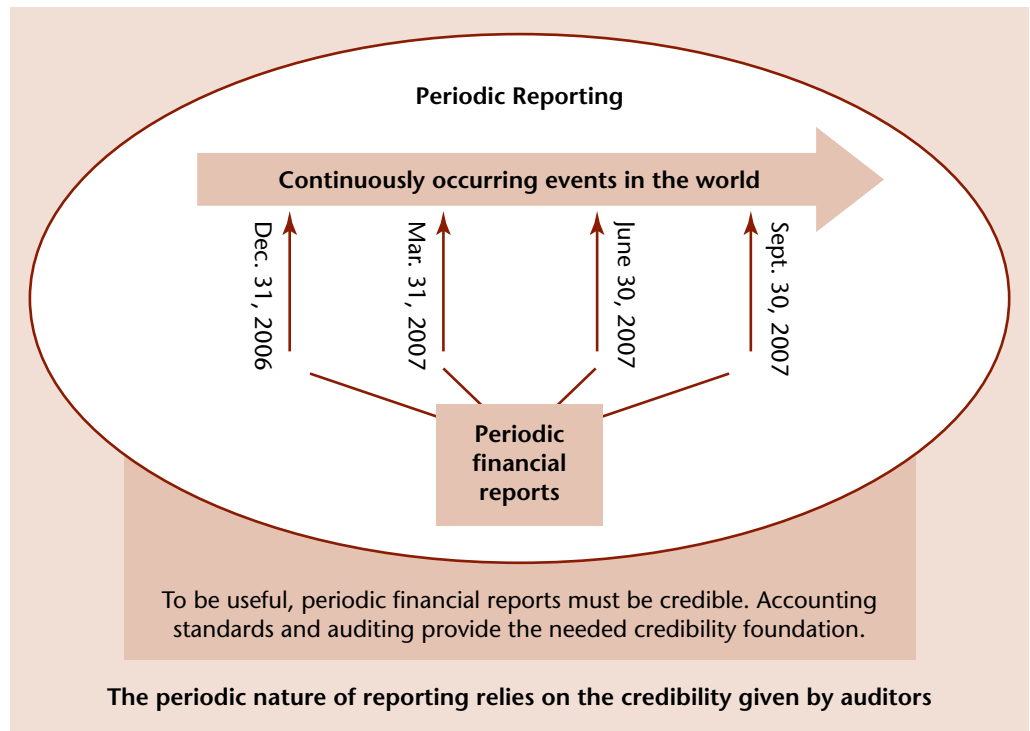 Periodic Reporting
Continuously occurring events in the world
Dec. 31, 2006
Mar. 31, 2007
June 30, 2007
Sept. 30, 2007
Periodic
financial
reports
To be useful, periodic financial reports must be credible. Accounting
standards and auditing provide the needed credibility foundation.
The periodic nature of reporting relies on the credibility given by auditors